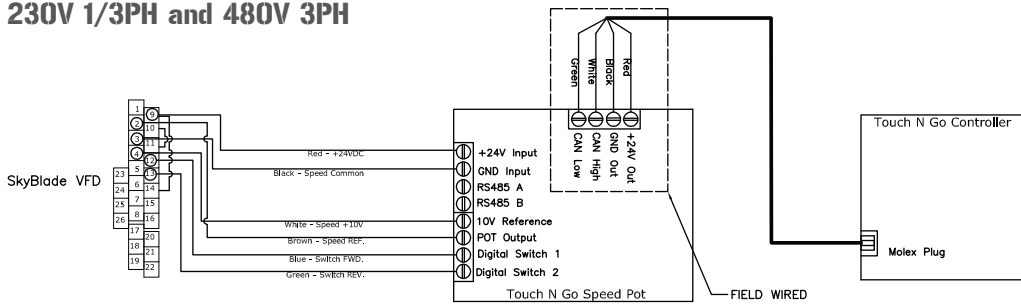 230V 1/3PH and 480V 3PH
Green
White
Black
Red
CAN Low
CAN High
GND Out
+24V Out
Touch N Go Controller
Molex Plug
SkyBlade VFD
1
2
3
4
5
6
7
8
9
10
11
12
13
14
15
16
17
18
19
20
21
22
23
24
25
26
Red - +24VDC
Black - Speed Common
White - Speed +10V
Brown - Speed REF.
Blue - Switch FWD.
Green - Switch REV.
+24V Input
GND Input
RS485 A
RS485 B
10V Reference
POT Output
Digital Switch 1
Digital Switch 2
Touch N Go Speed Pot
FIELD WIRED